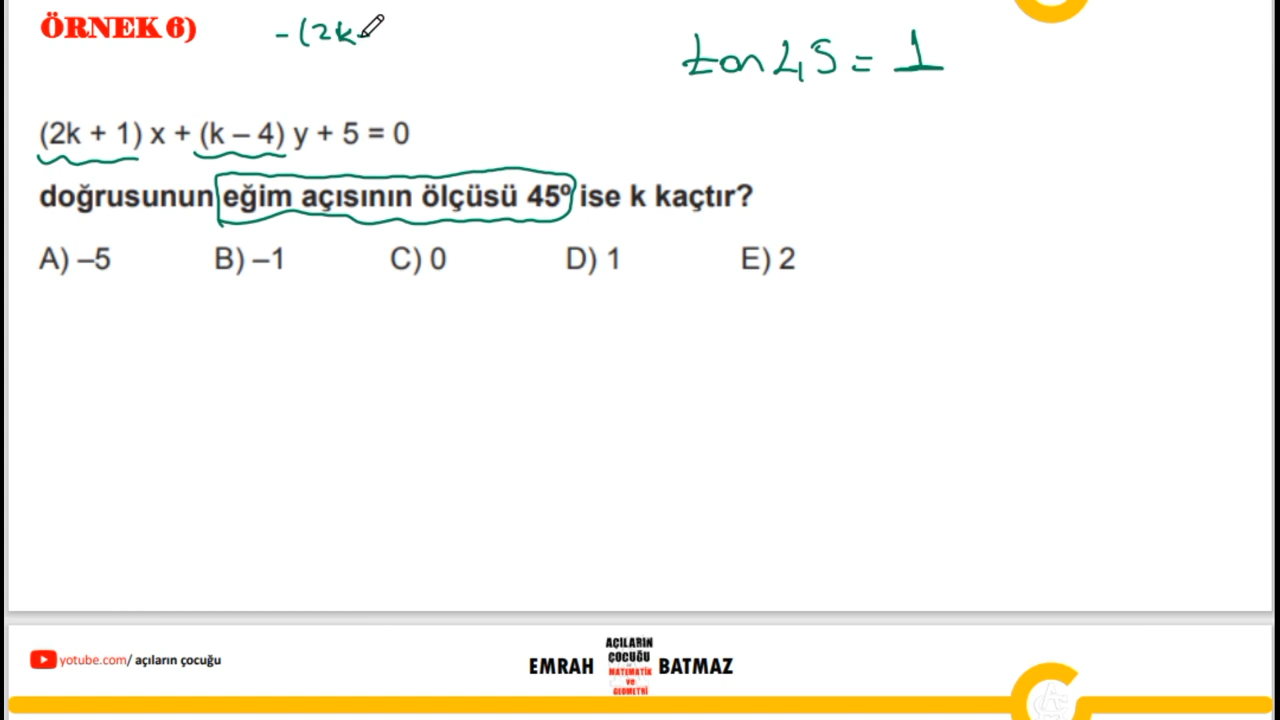 ÖRNEK 6)
-(2k
tan45 = 1
(2k + 1) x + (k – 4) y + 5 = 0
doğrusunun eğim açısının ölçüsü 45º ise k kaçtır?
A) –5 B) –1 C) 0 D) 1 E) 2
yotube.com/ açıların çocuğu
EMRAH AÇILARIN ÇOCUĞU MATEMATİK ve GEOMETRİ BATMAZ